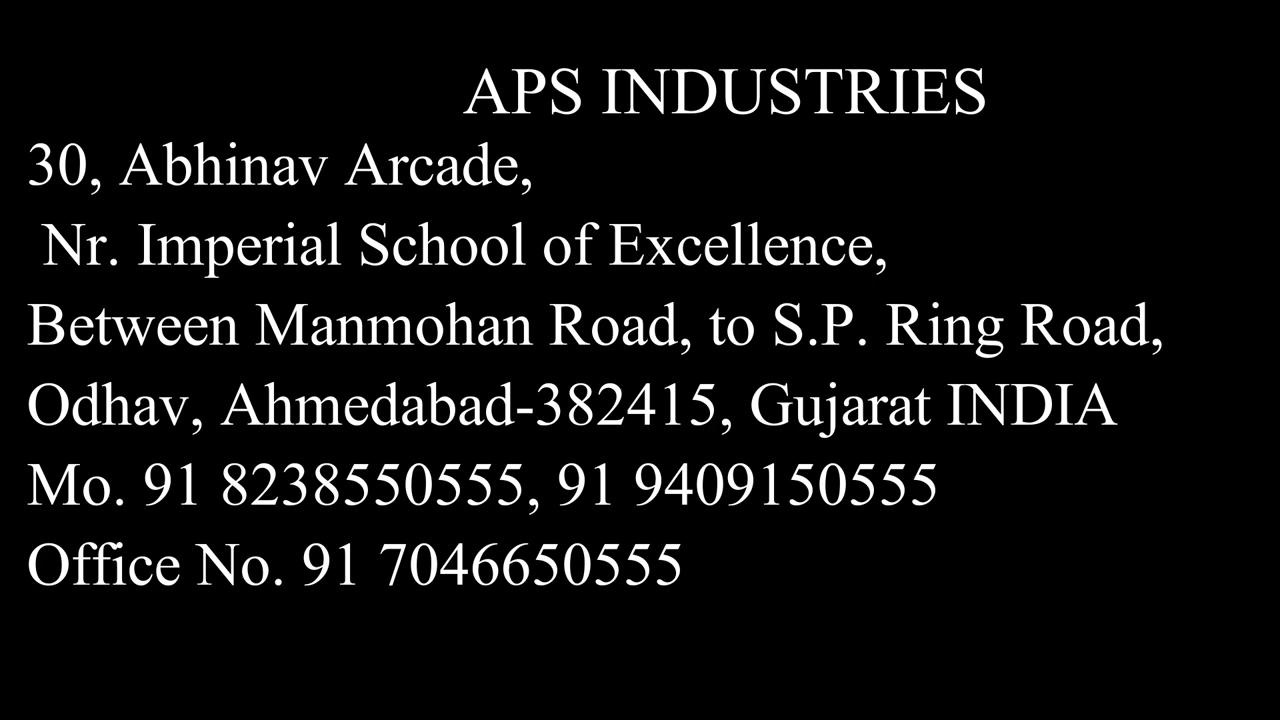 APS INDUSTRIES
30, Abhinav Arcade,
Nr. Imperial School of Excellence,
Between Manmohan Road, to S.P. Ring Road,
Odhav, Ahmedabad-382415, Gujarat INDIA
Mo. 91 8238550555, 91 9409150555
Office No. 91 7046650555